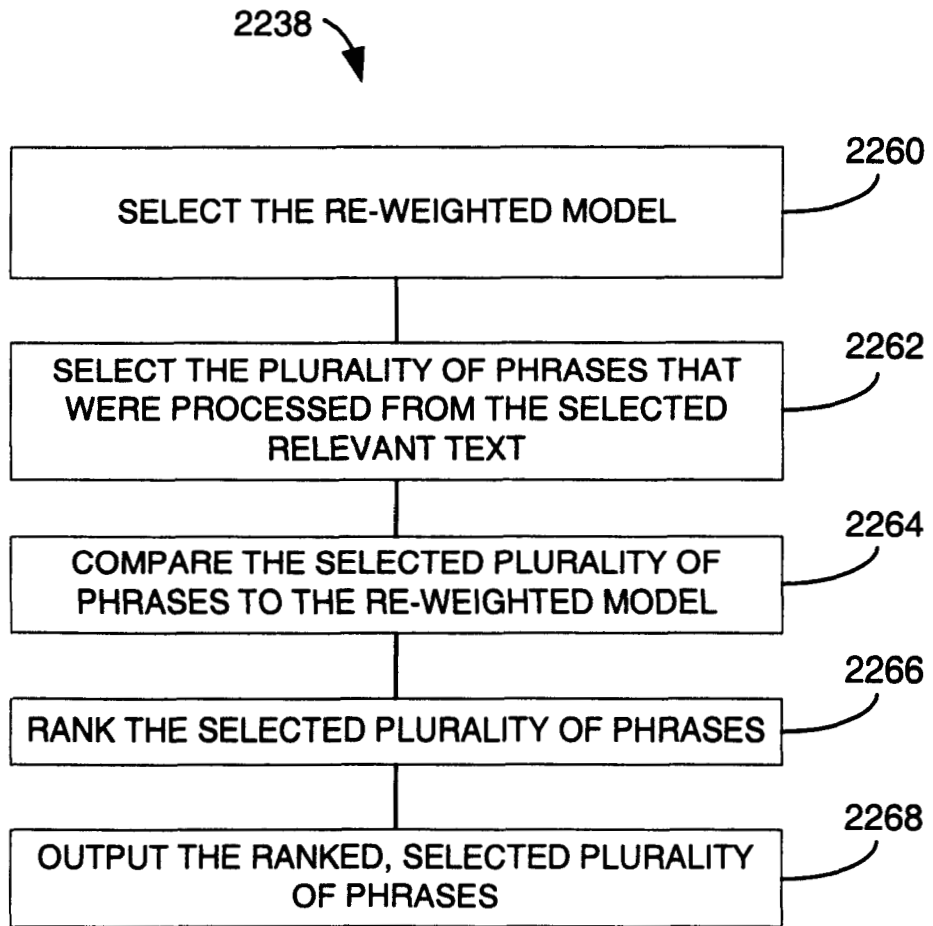 2238
2260
SELECT THE RE-WEIGHTED MODEL
2262
SELECT THE PLURALITY OF PHRASES THAT
WERE PROCESSED FROM THE SELECTED
RELEVANT TEXT
2264
COMPARE THE SELECTED PLURALITY OF
PHRASES TO THE RE-WEIGHTED MODEL
2266
RANK THE SELECTED PLURALITY OF PHRASES
2268
OUTPUT THE RANKED, SELECTED PLURALITY
OF PHRASES